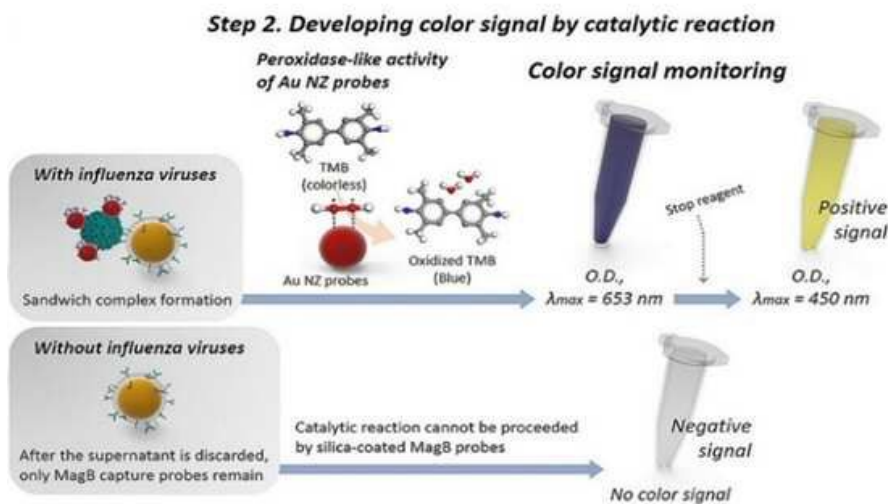 Step 2. Developing color signal by catalytic reaction
Peroxidase-like activity
of Au NZ probes
Color signal monitoring
With influenza viruses
TMB
(colorless)
Stop reagent
Positive
signal
Oxidized TMB
(Blue)
Au NZ probes
Sandwich complex formation
O.D.,
λmax = 653 nm
O.D.,
λmax = 450 nm
Without influenza viruses
After the supernatant is discarded,
only MagB capture probes remain
Catalytic reaction cannot be proceeded
by silica-coated MagB probes
Negative
signal
No color signal